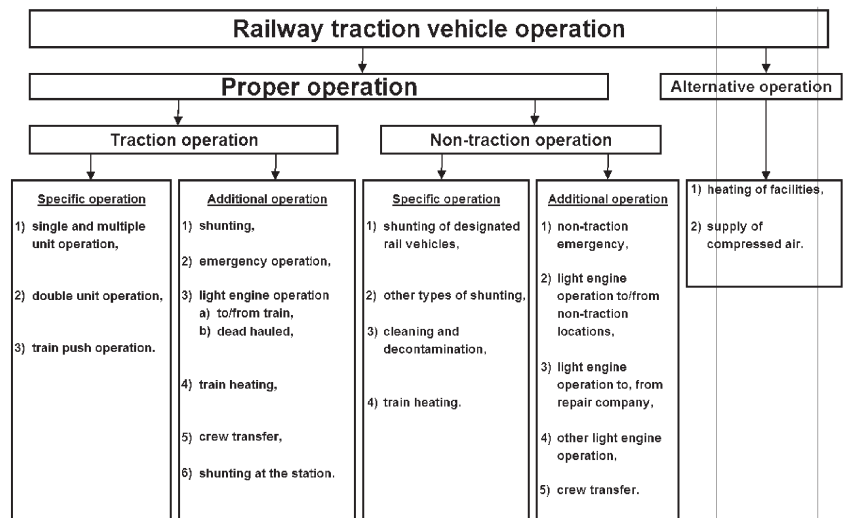 Railway traction vehicle operation
Proper operation
Alternative operation
Traction operation
Non-traction operation
Specific operation
1) single and multiple
unit operation,
2) double unit operation,
3) train push operation.
Additional operation
1) shunting,
2) emergency operation,
3) light engine operation
a) to/from train,
b) dead hauled,
4) train heating,
5) crew transfer,
6) shunting at the station.
Specific operation
1) shunting of designated
rail vehicles,
2) other types of shunting,
3) cleaning and
decontamination,
4) train heating.
Additional operation
1) non-traction
emergency,
2) light engine
operation to/from
non-traction
locations,
3) light engine
operation to, from
repair company,
4) other light engine
operation,
5) crew transfer.
1) heating of facilities,
2) supply of
compressed air.